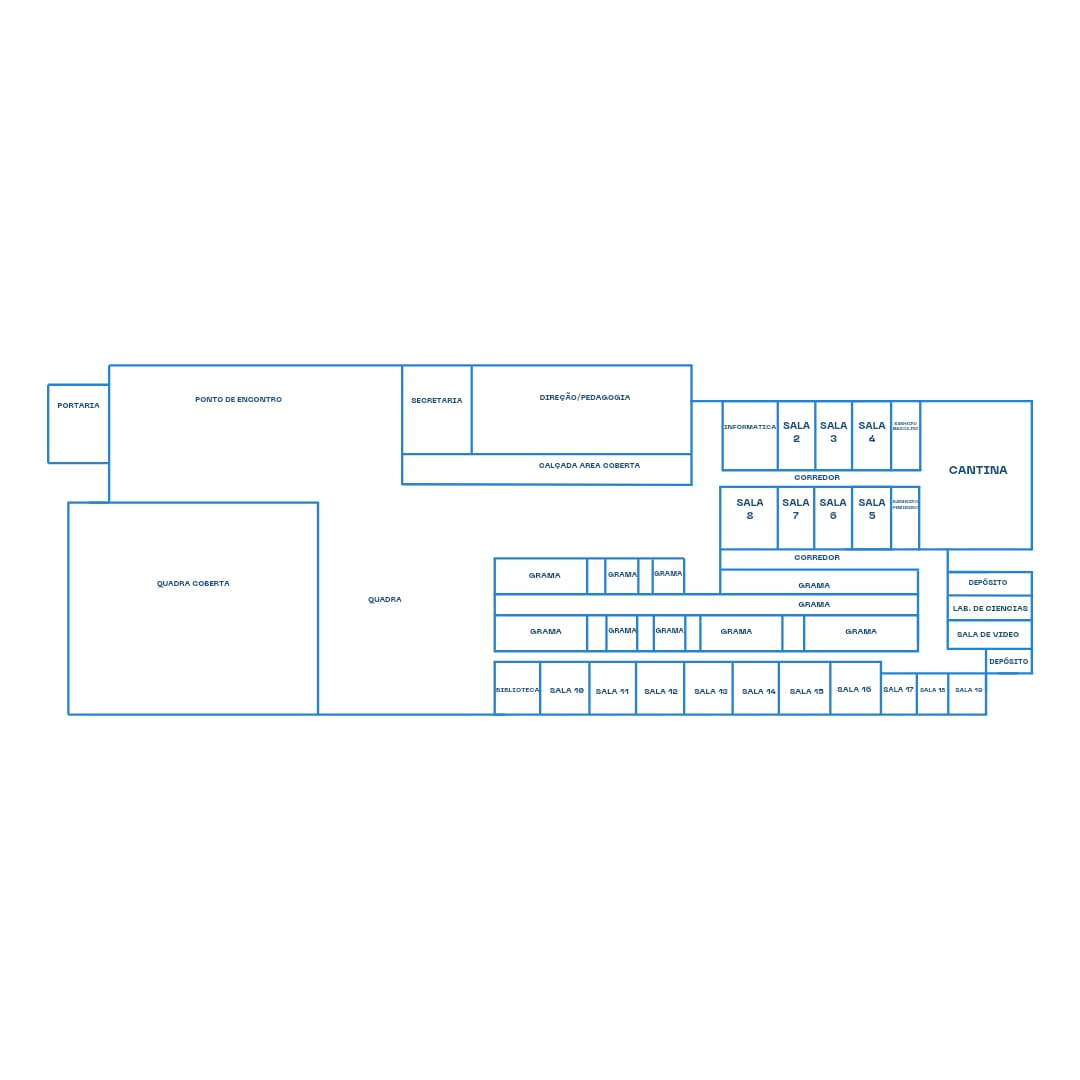 PORTARIA
PONTO DE ENCONTRO
SECRETARIA
DIREÇÃO/PEDAGOGIA
CALÇADA AREA COBERTA
INFORMATICA
SALA
2
SALA
3
SALA
4
BANHEIRO
MASCULINO
CANTINA
CORREDOR
SALA
8
SALA
7
SALA
6
SALA
5
BANHEIRO
FEMININO
CORREDOR
QUADRA COBERTA
QUADRA
GRAMA
GRAMA
GRAMA
GRAMA
GRAMA
GRAMA
GRAMA
GRAMA
GRAMA
GRAMA
DEPÓSITO
LAB. DE CIENCIAS
SALA DE VIDEO
DEPÓSITO
BIBLIOTECA
SALA 10
SALA 11
SALA 12
SALA 13
SALA 14
SALA 15
SALA 16
SALA 17
SALA 18
SALA 19